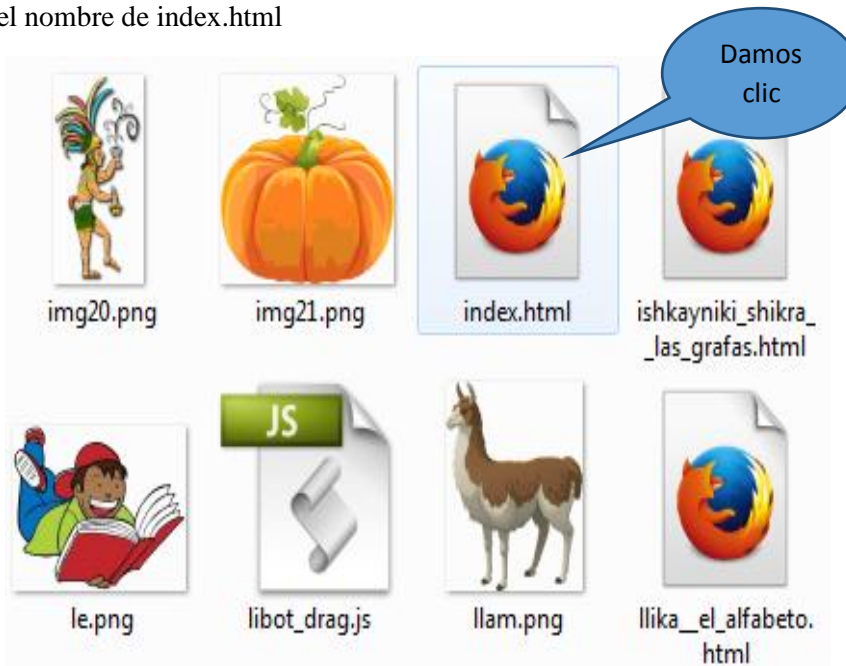 el nombre de index.html
Damos
clic
img20.png
img21.png
index.html
ishkayniki_shikra_
_las_grafas.html
JS
le.png
libot_drag.js
llam.png
llika__el_alfabeto.
html